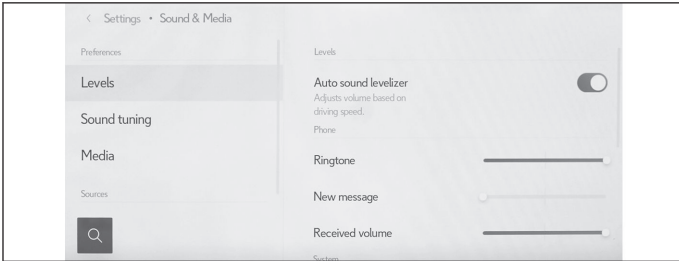 Settings • Sound & Media
Preferences
Levels
Sound tuning
Media
Sources
Levels
Auto sound levelizer
Adjusts volume based on
driving speed.
Phone
Ringtone
New message
Received volume
System